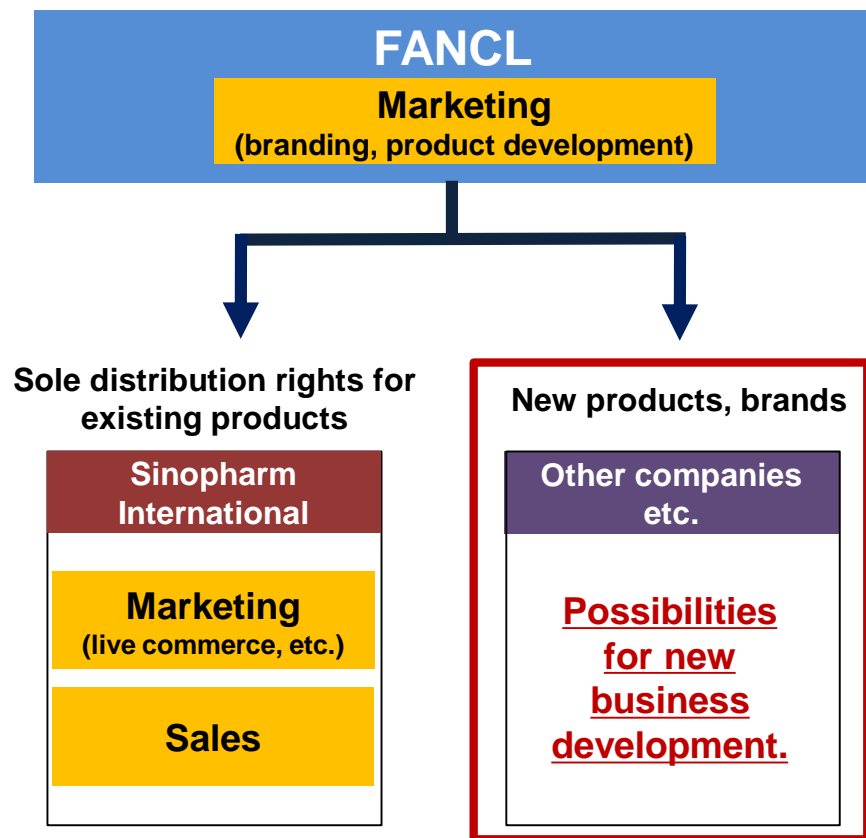 FANCL
Marketing
(branding, product development)
Sole distribution rights for
existing products
Sinopharm
International
Marketing
(live commerce, etc.)
Sales
New products, brands
Other companies
etc.
Possibilities
for new
business
development.